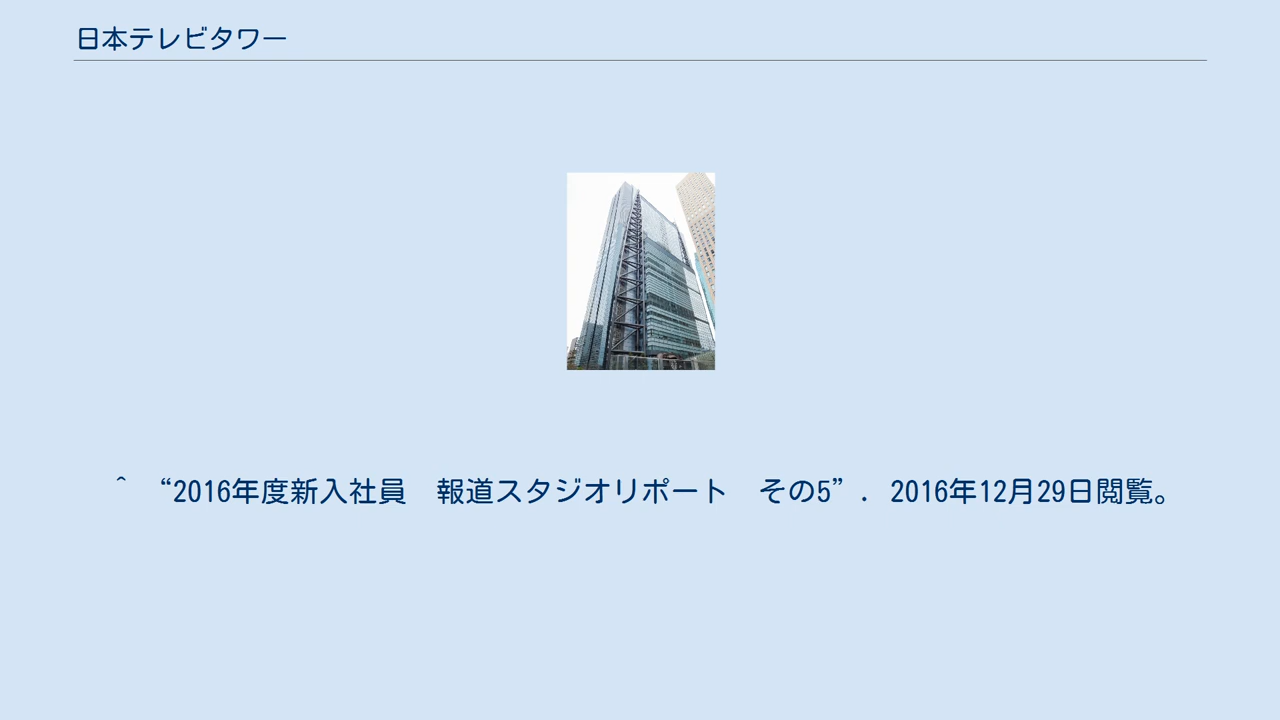 日本テレビタワー
^ “2016年度新入社員　報道スタジオリポート　その5”. 2016年12月29日閲覧。